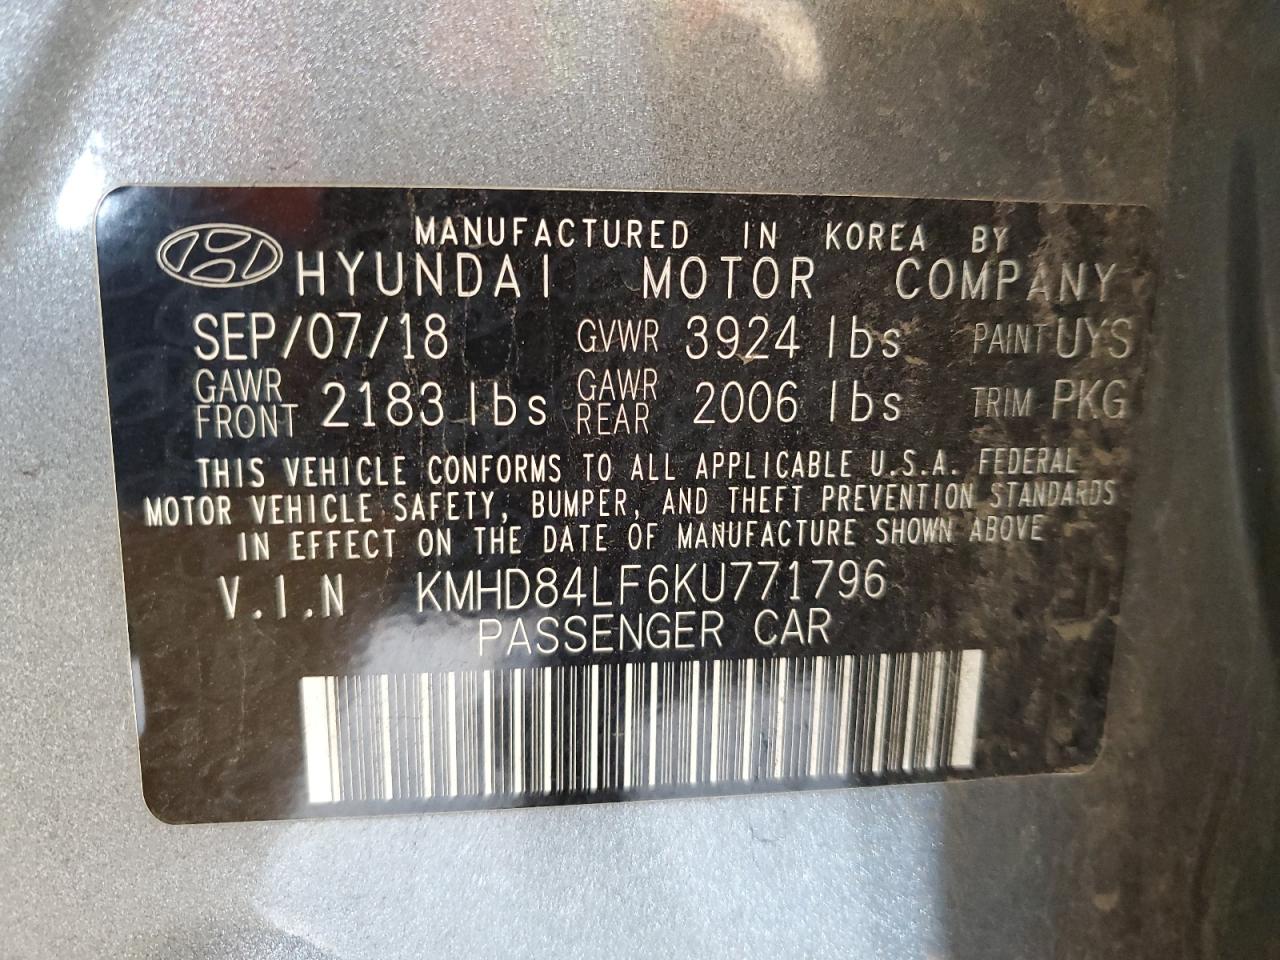 MANUFACTURED IN KOREA BY
HYUNDAI MOTOR COMPANY
SEP/07/18 GVWR 3924 lbs PAINT UYS
GAWR FRONT 2183 lbs GAWR REAR 2006 lbs TRIM PKG
THIS VEHICLE CONFORMS TO ALL APPLICABLE U.S.A. FEDERAL
MOTOR VEHICLE SAFETY, BUMPER, AND THEFT PREVENTION STANDARDS
IN EFFECT ON THE DATE OF MANUFACTURE SHOWN ABOVE
V.I.N KMHD84LF6KU771796
PASSENGER CAR